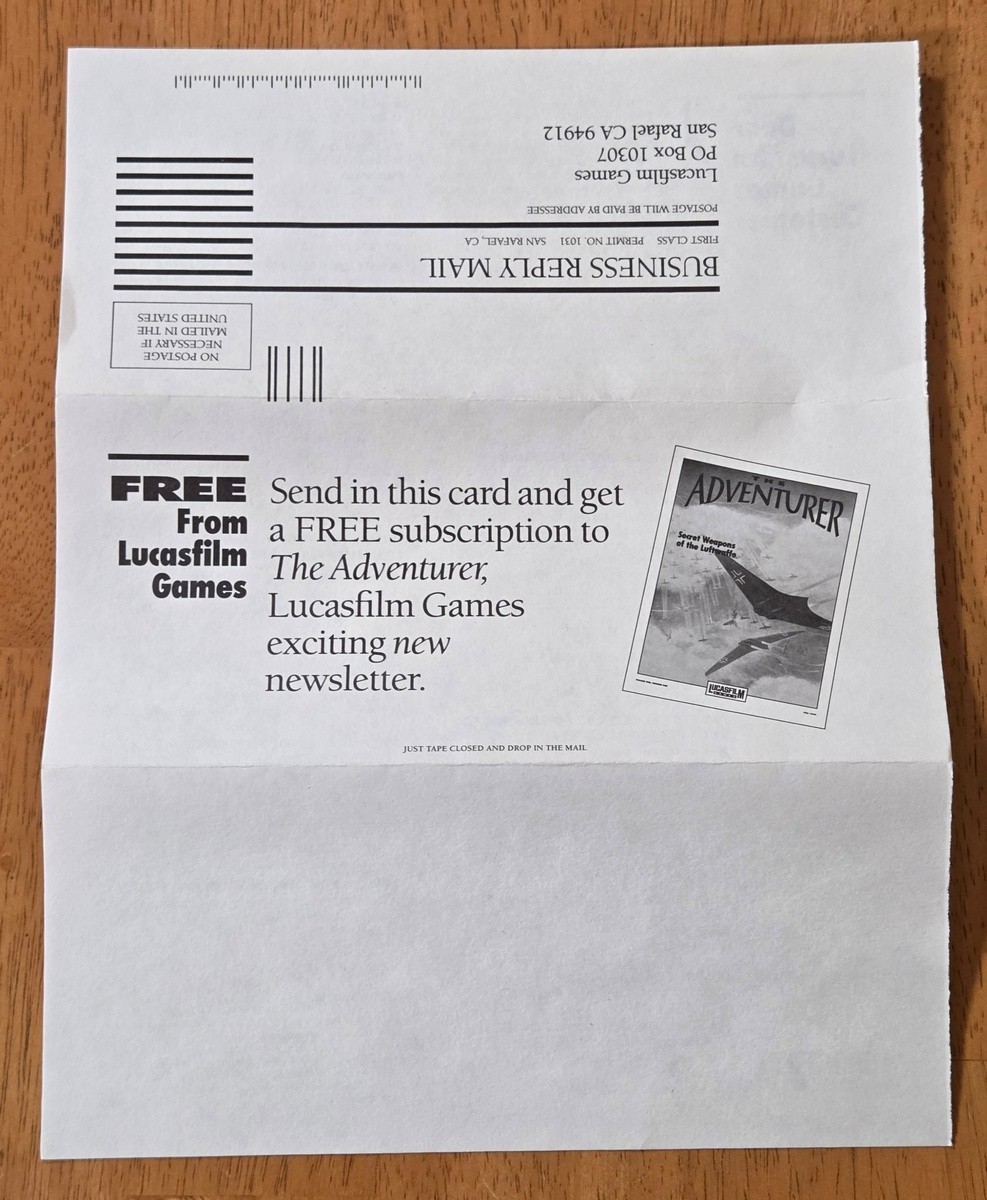 NO POSTAGE
NECESSARY IF
MAILED IN THE
UNITED STATES
BUSINESS REPLY MAIL
FIRST CLASS PERMIT NO. 1031 SAN RAFAEL, CA
POSTAGE WILL BE PAID BY ADDRESSEE
Lucasfilm Games
PO Box 10307
San Rafael CA 94912
FREE
From
Lucasfilm
Games
Send in this card and get
a FREE subscription to
The Adventurer,
Lucasfilm Games
exciting new
newsletter.
THE
ADVENTURER
Secret Weapons
of the Luftwaffe
LUCASFILM
GAMES
JUST TAPE CLOSED AND DROP IN THE MAIL